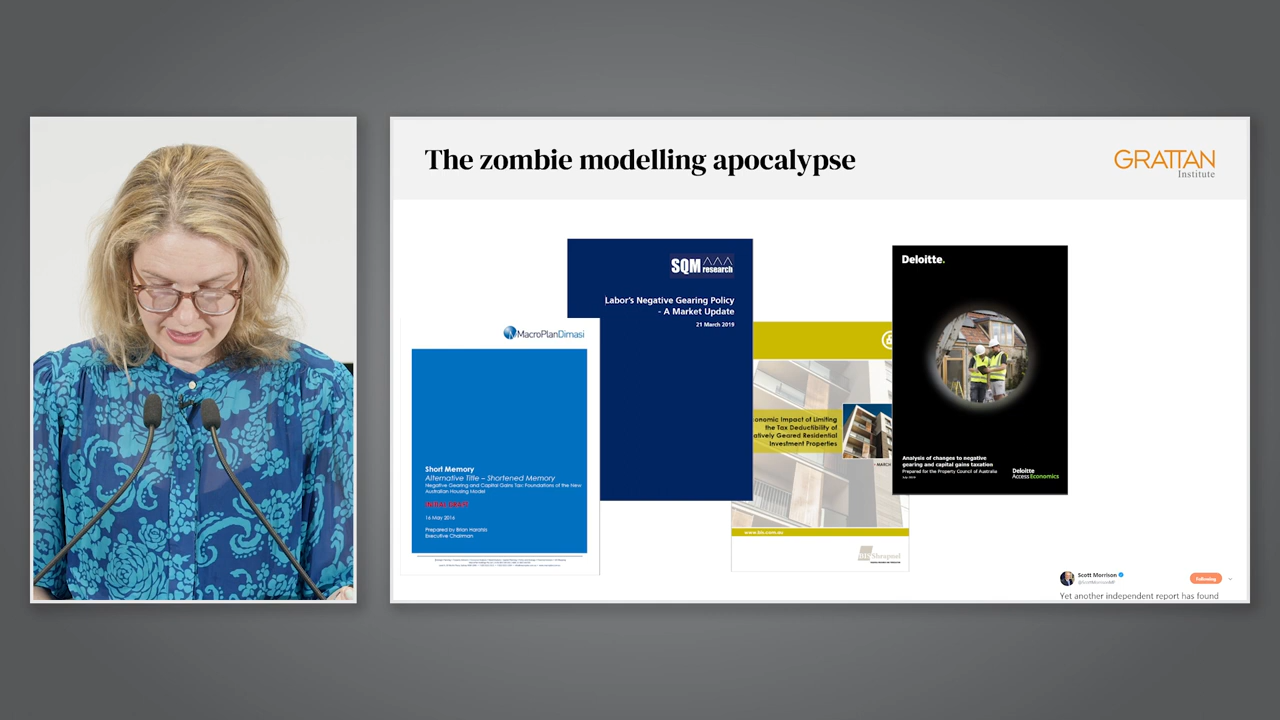 The zombie modelling apocalypse
GRATTAN
Institute
MacroPlanDimasi
Short Memory
Alternative Title – Shortened Memory
Negative Gearing and Capital Gains Tax: Foundations of the New
Australian Housing Model
16 May 2016
Prepared by Brian Haratsis
Executive Chairman
SQM research
Labor's Negative Gearing Policy
- A Market Update
21 March 2019
onomic Impact of Limiting
the Tax Deductibility of
atively Geared Residential
Investment Properties
- MARCH
www.bis.com.au
BIS Shrapnel
Deloitte.
Analysis of changes to negative
gearing and capital gains taxation
Prepared for the Property Council of Australia
Deloitte
Access Economics
Scott Morrison
@ScottMorrisonMP
Following
Yet another independent report has found